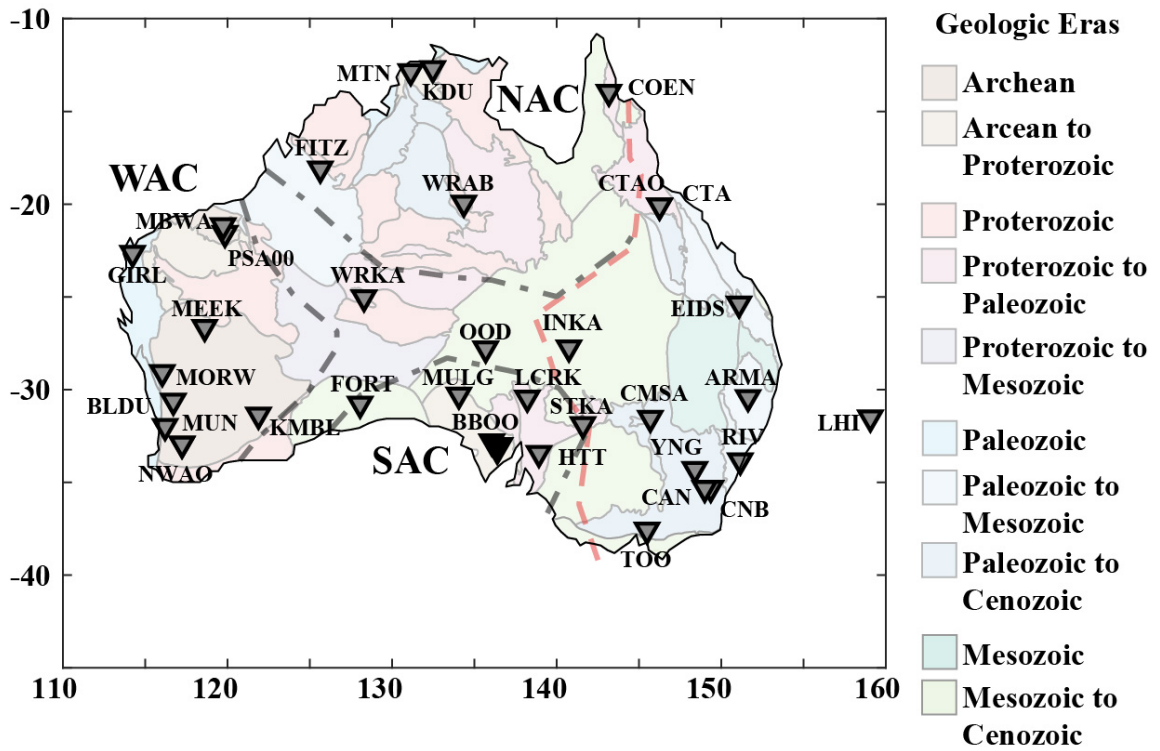 -10
-20
-30
-40
110
120
130
140
150
160
MTN
KDU
NAC
COEN
FITZ
WAC
WRAB
CTAO
CTA
MBWA
PSA00
GIRL
WRKA
MEEK
EIDS
OOD
INKA
MORW
FORT
MULG
LCRK
CMSA
ARMA
BLDU
MUN
KMBL
BBOO
STKA
LHI
NWAO
SAC
HTT
YNG
RIV
CAN
CNB
TOO
Geologic Eras
Archean
Arcean to
Proterozoic
Proterozoic
Proterozoic to
Paleozoic
Proterozoic to
Mesozoic
Paleozoic
Paleozoic to
Mesozoic
Paleozoic to
Cenozoic
Mesozoic
Mesozoic to
Cenozoic